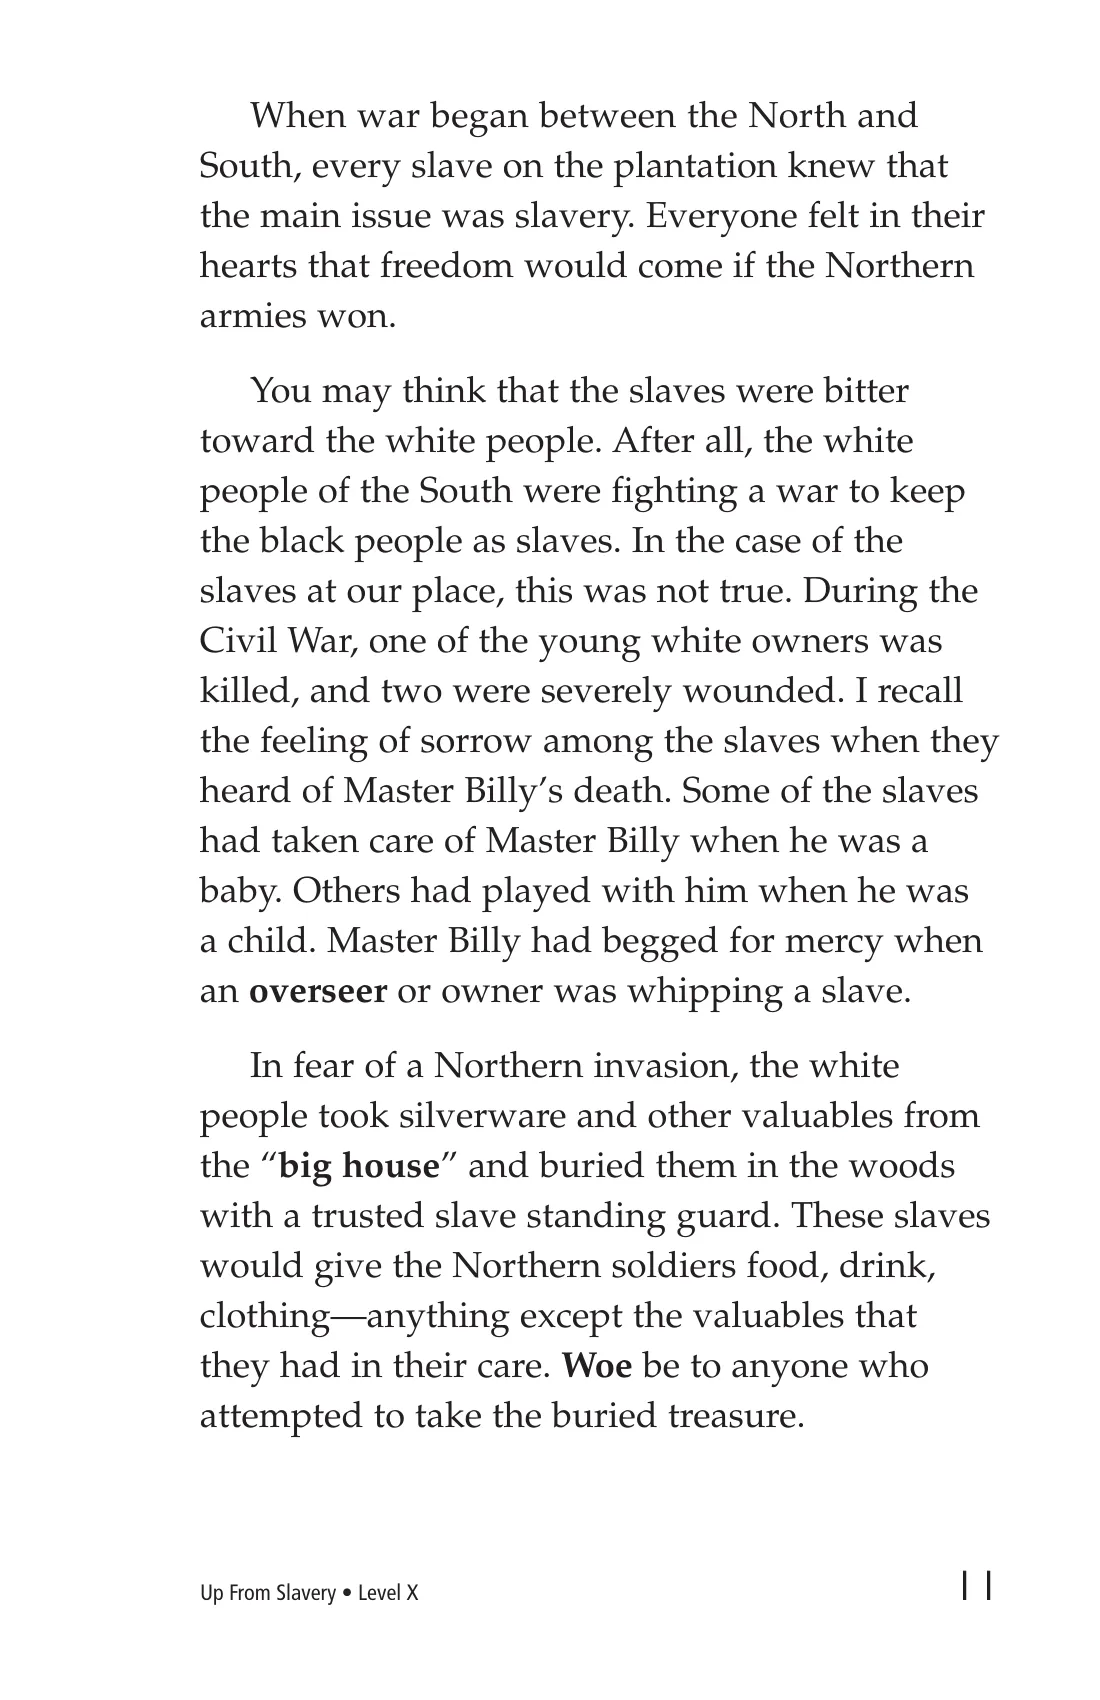 When war began between the North and
South, every slave on the plantation knew that
the main issue was slavery. Everyone felt in their
hearts that freedom would come if the Northern
armies won.
You may think that the slaves were bitter
toward the white people. After all, the white
people of the South were fighting a war to keep
the black people as slaves. In the case of the
slaves at our place, this was not true. During the
Civil War, one of the young white owners was
killed, and two were severely wounded. I recall
the feeling of sorrow among the slaves when they
heard of Master Billy’s death. Some of the slaves
had taken care of Master Billy when he was a
baby. Others had played with him when he was
a child. Master Billy had begged for mercy when
an overseer or owner was whipping a slave.
In fear of a Northern invasion, the white
people took silverware and other valuables from
the “big house” and buried them in the woods
with a trusted slave standing guard. These slaves
would give the Northern soldiers food, drink,
clothing—anything except the valuables that
they had in their care. Woe be to anyone who
attempted to take the buried treasure.
Up From Slavery • Level X 11